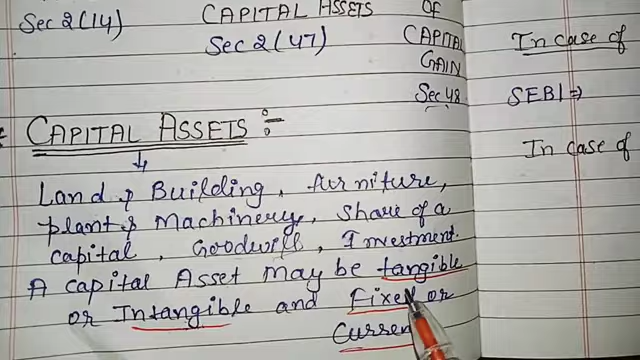 CAPITAL ASSETS OF
Sec 2(14)
Sec 2(47)
CAPITAL
GAIN
Sec 48
CAPITAL ASSETS :-
Land & Building, furniture,
plant & Machinery, Share of a
capital, Goodwill, Investment.
A capital Asset may be tangible
or Intangible and Fixed or
Curren
In case of
SEBI ⇒
In case of